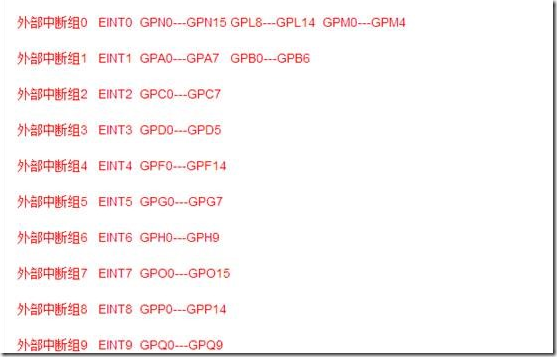 外部中断组0 EINT0 GPN0---GPN15 GPL8---GPL14 GPM0---GPM4
外部中断组1 EINT1 GPA0---GPA7 GPB0---GPB6
外部中断组2 EINT2 GPC0---GPC7
外部中断组3 EINT3 GPD0---GPD5
外部中断组4 EINT4 GPF0---GPF14
外部中断组5 EINT5 GPG0---GPG7
外部中断组6 EINT6 GPH0---GPH9
外部中断组7 EINT7 GPO0---GPO15
外部中断组8 EINT8 GPP0---GPP14
外部中断组9 EINT9 GPQ0---GPQ9